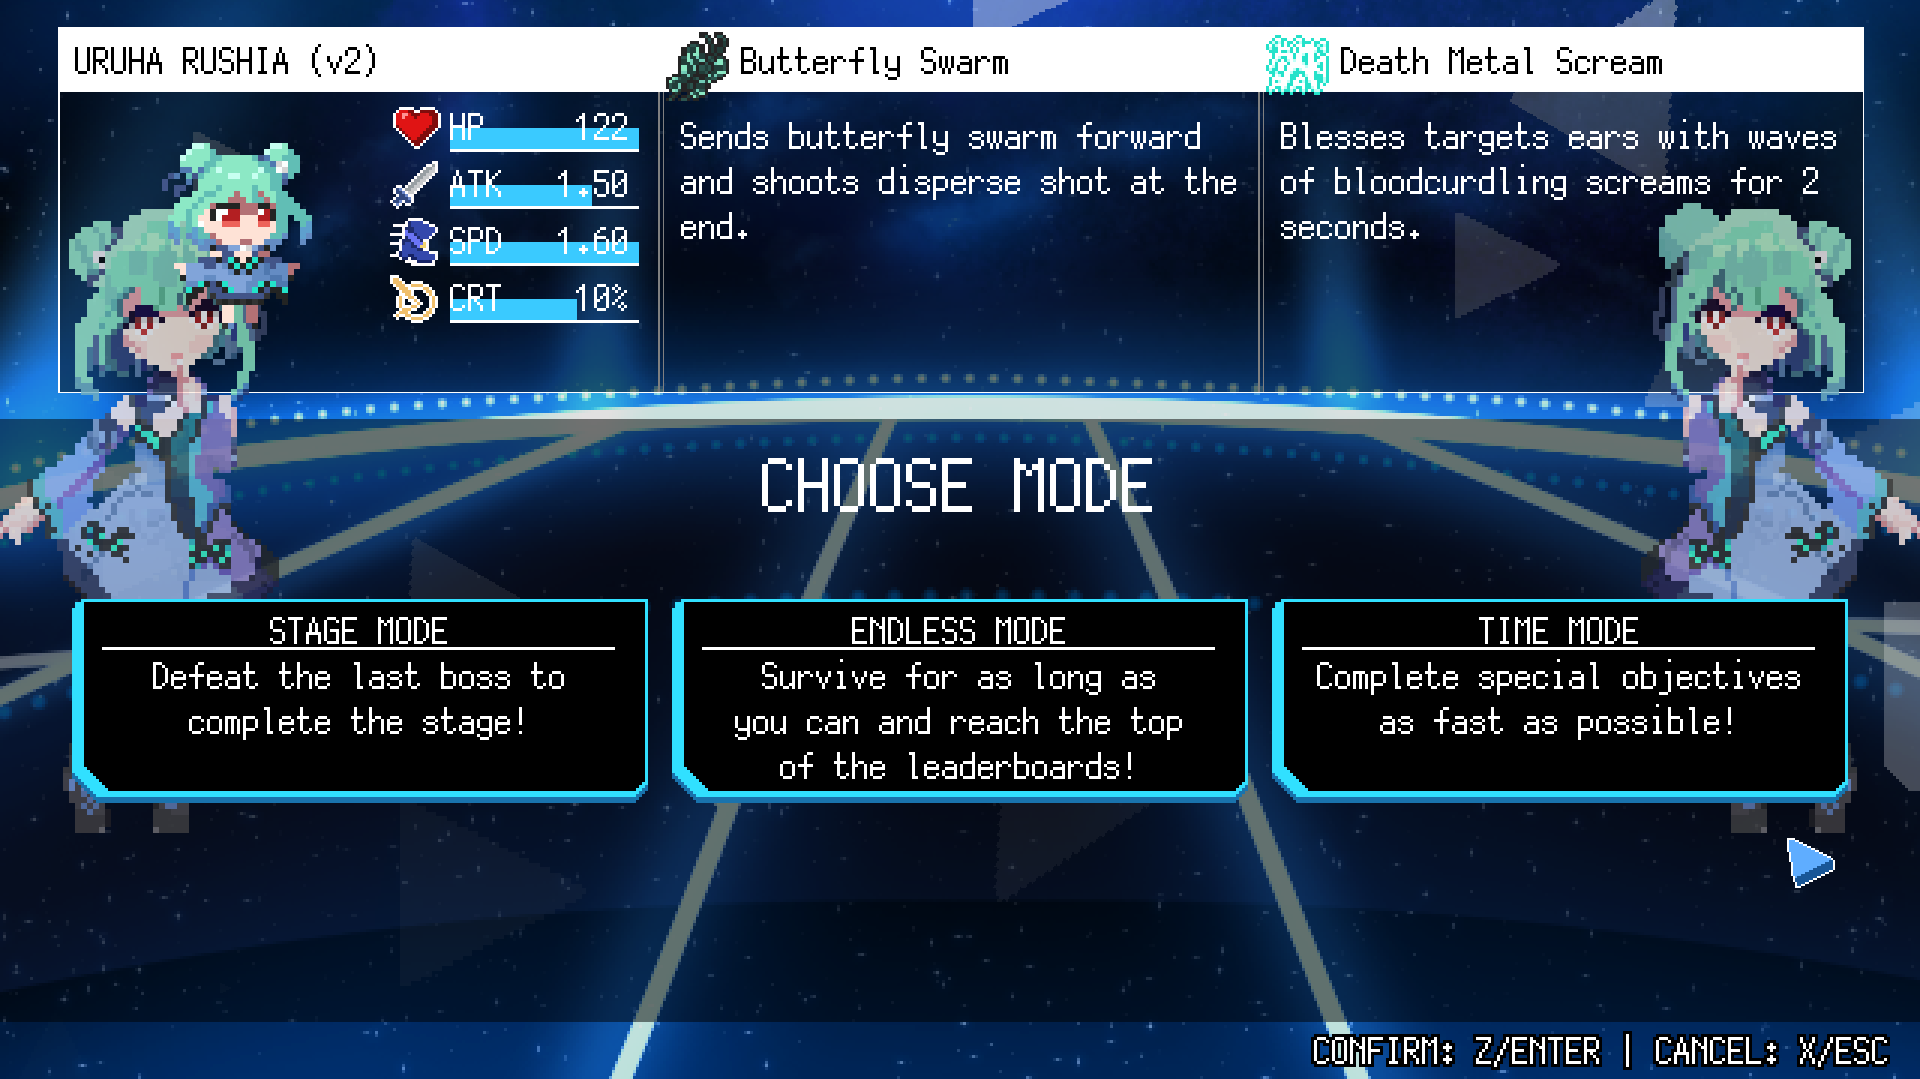 URUHA RUSHIA (v2)
HP 122
ATK 1.50
SPD 1.60
CRT 10%
Butterfly Swarm
Sends butterfly swarm forward
and shoots disperse shot at the
end.
Death Metal Scream
Blesses targets ears with waves
of bloodcurdling screams for 2
seconds.
CHOOSE MODE
STAGE MODE
Defeat the last boss to
complete the stage!
ENDLESS MODE
Survive for as long as
you can and reach the top
of the leaderboards!
TIME MODE
Complete special objectives
as fast as possible!
CONFIRM: Z/ENTER | CANCEL: X/ESC